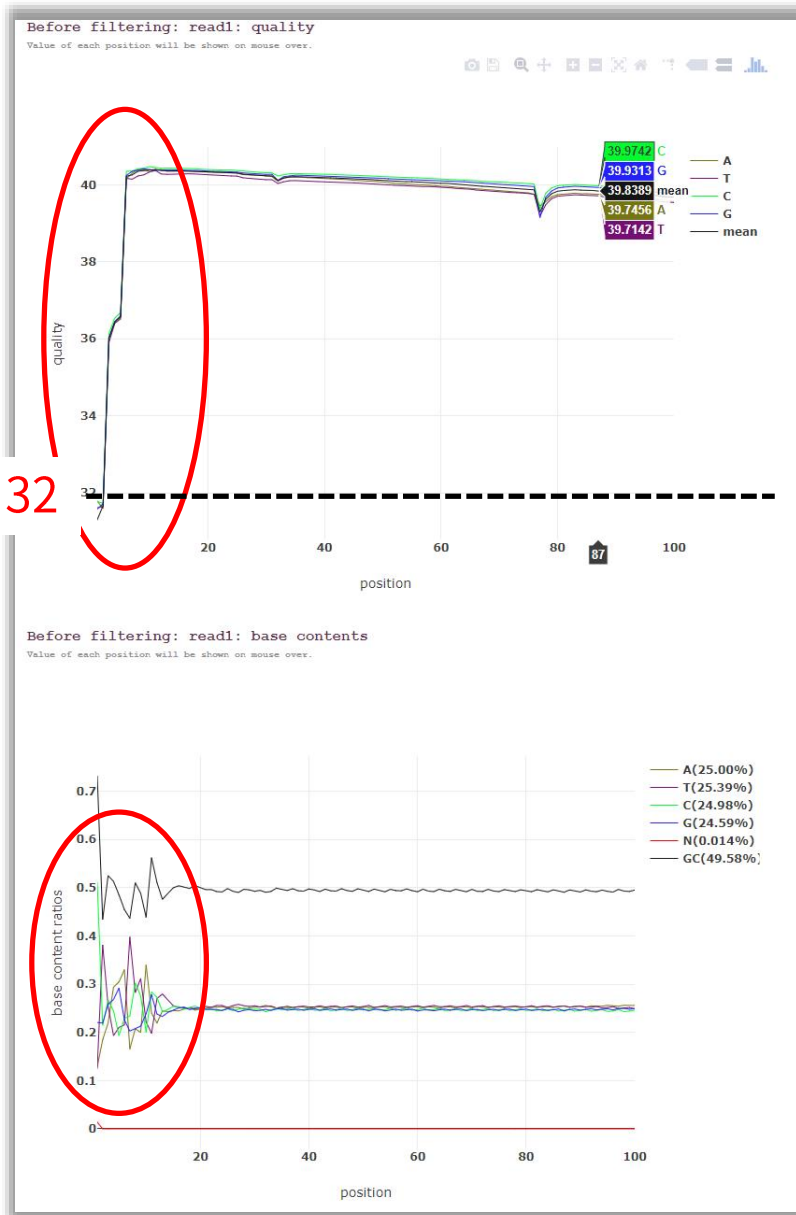 Before filtering: read1: quality
Value of each position will be shown on mouse over.
39.9742 C
39.9313 G
39.8389 mean
39.7456 A
39.7142 T
A
T
C
G
mean
40
38
36
34
32
32
quality
20 40 60 80 87 100
position
Before filtering: read1: base contents
Value of each position will be shown on mouse over.
A(25.00%)
T(25.39%)
C(24.98%)
G(24.59%)
N(0.014%)
GC(49.58%)
0.7
0.6
0.5
0.4
0.3
0.2
0.1
0
base content ratios
20 40 60 80 100
position